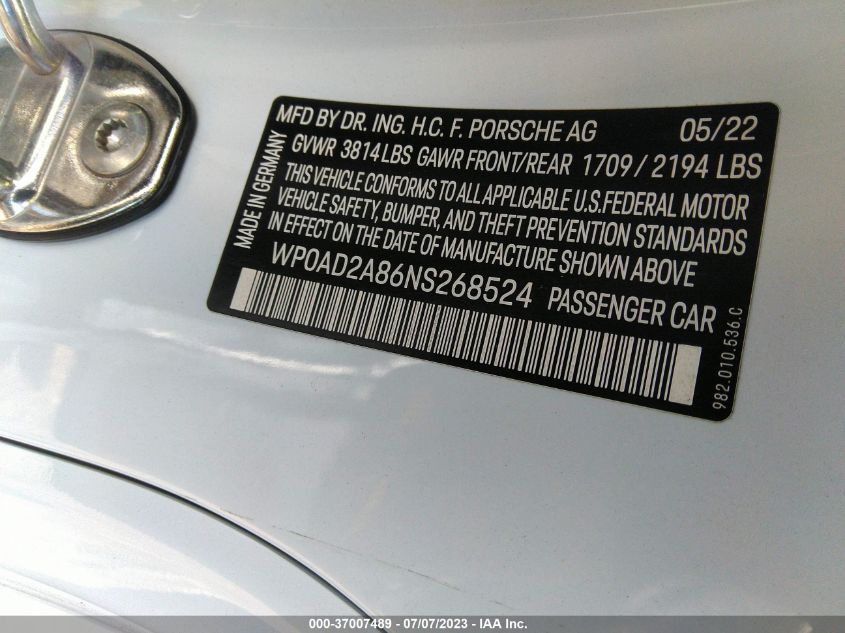 MFD BY DR. ING. H.C. F. PORSCHE AG 05/22
GVWR 3814 LBS GAWR FRONT/REAR 1709 / 2194 LBS
THIS VEHICLE CONFORMS TO ALL APPLICABLE U.S. FEDERAL MOTOR
VEHICLE SAFETY, BUMPER, AND THEFT PREVENTION STANDARDS
IN EFFECT ON THE DATE OF MANUFACTURE SHOWN ABOVE
MADE IN GERMANY
WP0AD2A86NS268524 PASSENGER CAR
982.010.536.C
000-37007489 - 07/07/2023 - IAA Inc.